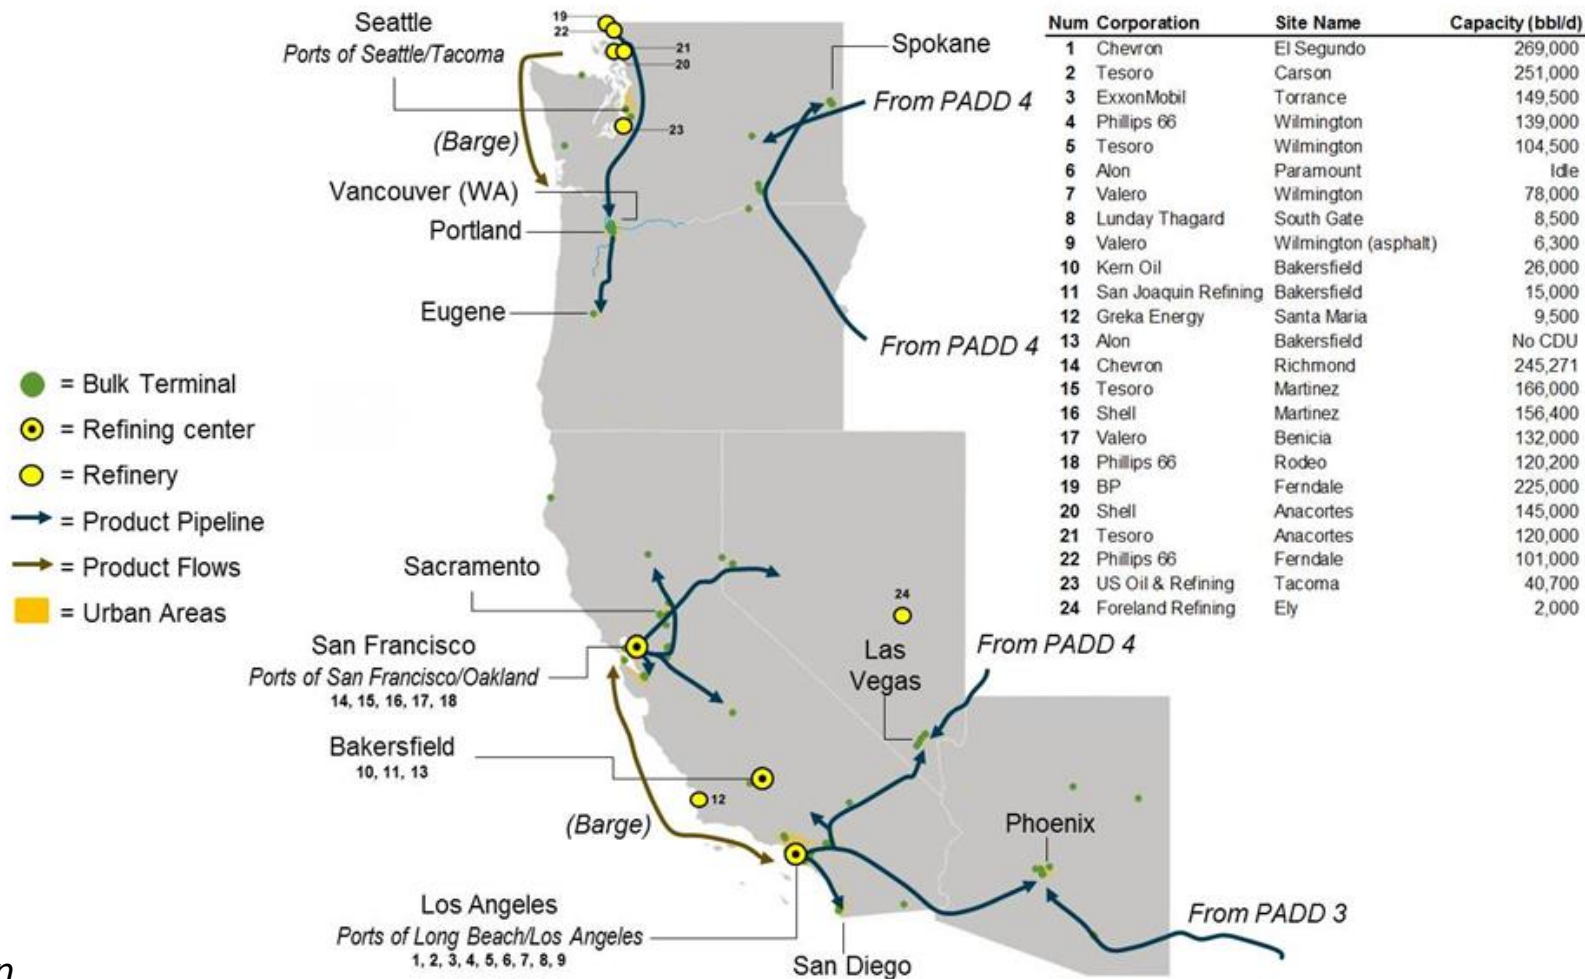 Seattle
Ports of Seattle/Tacoma
19
22
21
20
23
Spokane
From PADD 4
(Barge)
Vancouver (WA)
Portland
Eugene
From PADD 4
= Bulk Terminal
= Refining center
= Refinery
= Product Pipeline
= Product Flows
= Urban Areas
Sacramento
San Francisco
Ports of San Francisco/Oakland
14, 15, 16, 17, 18
Bakersfield
10, 11, 13
12
(Barge)
24
Las
Vegas
From PADD 4
Phoenix
From PADD 3
Los Angeles
Ports of Long Beach/Los Angeles
1, 2, 3, 4, 5, 6, 7, 8, 9
San Diego
Num Corporation Site Name Capacity (bbl/d)
1 Chevron El Segundo 269,000
2 Tesoro Carson 251,000
3 ExxonMobil Torrance 149,500
4 Phillips 66 Wilmington 139,000
5 Tesoro Wilmington 104,500
6 Alon Paramount Idle
7 Valero Wilmington 78,000
8 Lunday Thagard South Gate 8,500
9 Valero Wilmington (asphalt) 6,300
10 Kern Oil Bakersfield 26,000
11 San Joaquin Refining Bakersfield 15,000
12 Greka Energy Santa Maria 9,500
13 Alon Bakersfield No CDU
14 Chevron Richmond 245,271
15 Tesoro Martinez 166,000
16 Shell Martinez 156,400
17 Valero Benicia 132,000
18 Phillips 66 Rodeo 120,200
19 BP Ferndale 225,000
20 Shell Anacortes 145,000
21 Tesoro Anacortes 120,000
22 Phillips 66 Ferndale 101,000
23 US Oil & Refining Tacoma 40,700
24 Foreland Refining Ely 2,000